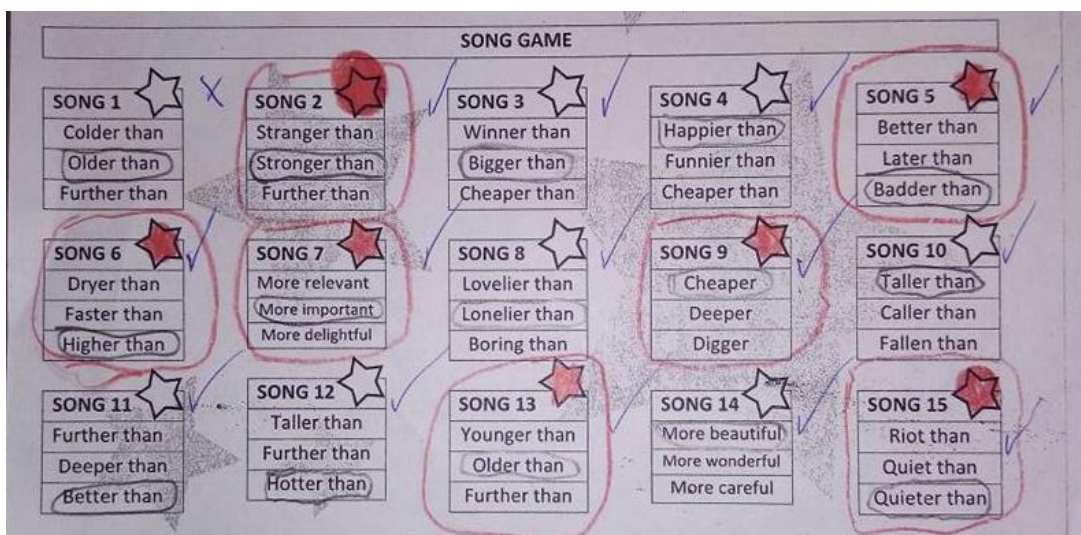 SONG GAME
SONG 1
Colder than
Older than
Further than
SONG 2
Stranger than
Stronger than
Further than
SONG 3
Winner than
Bigger than
Cheaper than
SONG 4
Happier than
Funnier than
Cheaper than
SONG 5
Better than
Later than
Badder than
SONG 6
Dryer than
Faster than
Higher than
SONG 7
More relevant
More important
More delightful
SONG 8
Lovelier than
Lonelier than
Boring than
SONG 9
Cheaper
Deeper
Digger
SONG 10
Taller than
Caller than
Fallen than
SONG 11
Further than
Deeper than
Better than
SONG 12
Taller than
Further than
Hotter than
SONG 13
Younger than
Older than
Further than
SONG 14
More beautiful
More wonderful
More careful
SONG 15
Riot than
Quiet than
Quieter than